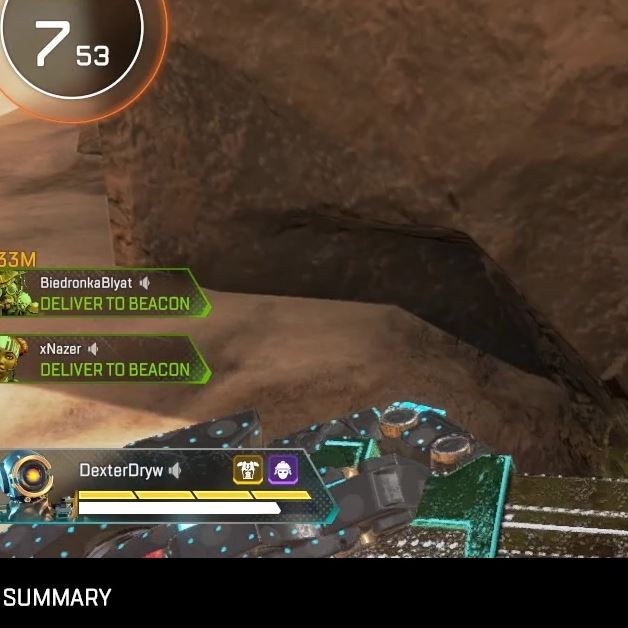 7 53
33M
BiedronkaBlyat
DELIVER TO BEACON
xNazer
DELIVER TO BEACON
DexterDryw
SUMMARY